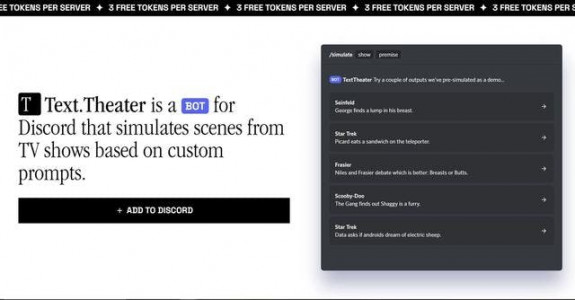 EE TOKENS PER SERVER ✦ 3 FREE TOKENS PER SERVER ✦ 3 FREE TOKENS PER SERVER ✦ 3 FREE TOKENS PER SERVER ✦ 3 FREE TOKENS PER S
T Text.Theater is a BOT for
Discord that simulates scenes from
TV shows based on custom
prompts.
+ ADD TO DISCORD
/simulate show premise
BOT TextTheater Try a couple of outputs we've pre-simulated as a demo...
Seinfeld
George finds a lump in his breast.
Star Trek
Picard eats a sandwich on the teleporter.
Frasier
Niles and Frasier debate which is better: Breasts or Butts.
Scooby-Doo
The Gang finds out Shaggy is a furry.
Star Trek
Data asks if androids dream of electric sheep.